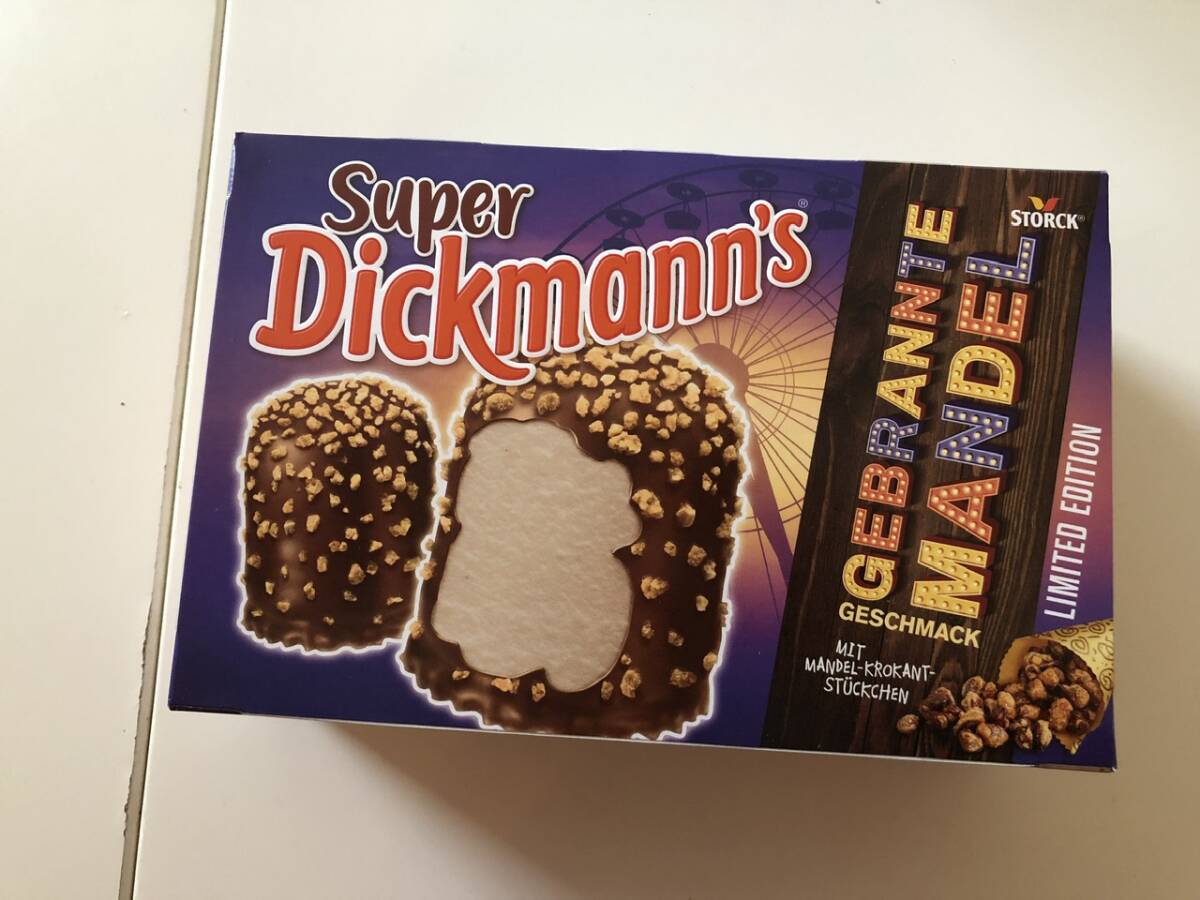 Super
Dickmann's®
STORCK®
GEBRANNTE
MANDEL
GESCHMACK
MIT
MANDEL-KROKANT-
STÜCKCHEN
LIMITED EDITION